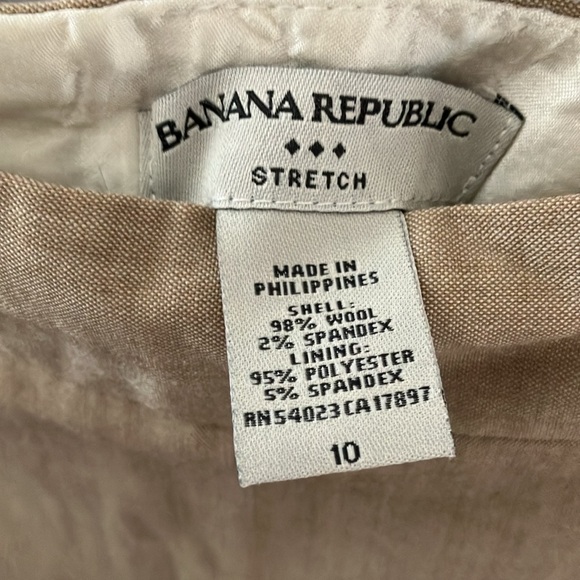 BANANA REPUBLIC
STRETCH
MADE IN
PHILIPPINES
SHELL:
98% WOOL
2% SPANDEX
LINING:
95% POLYESTER
5% SPANDEX
RN54023 CA17897
10